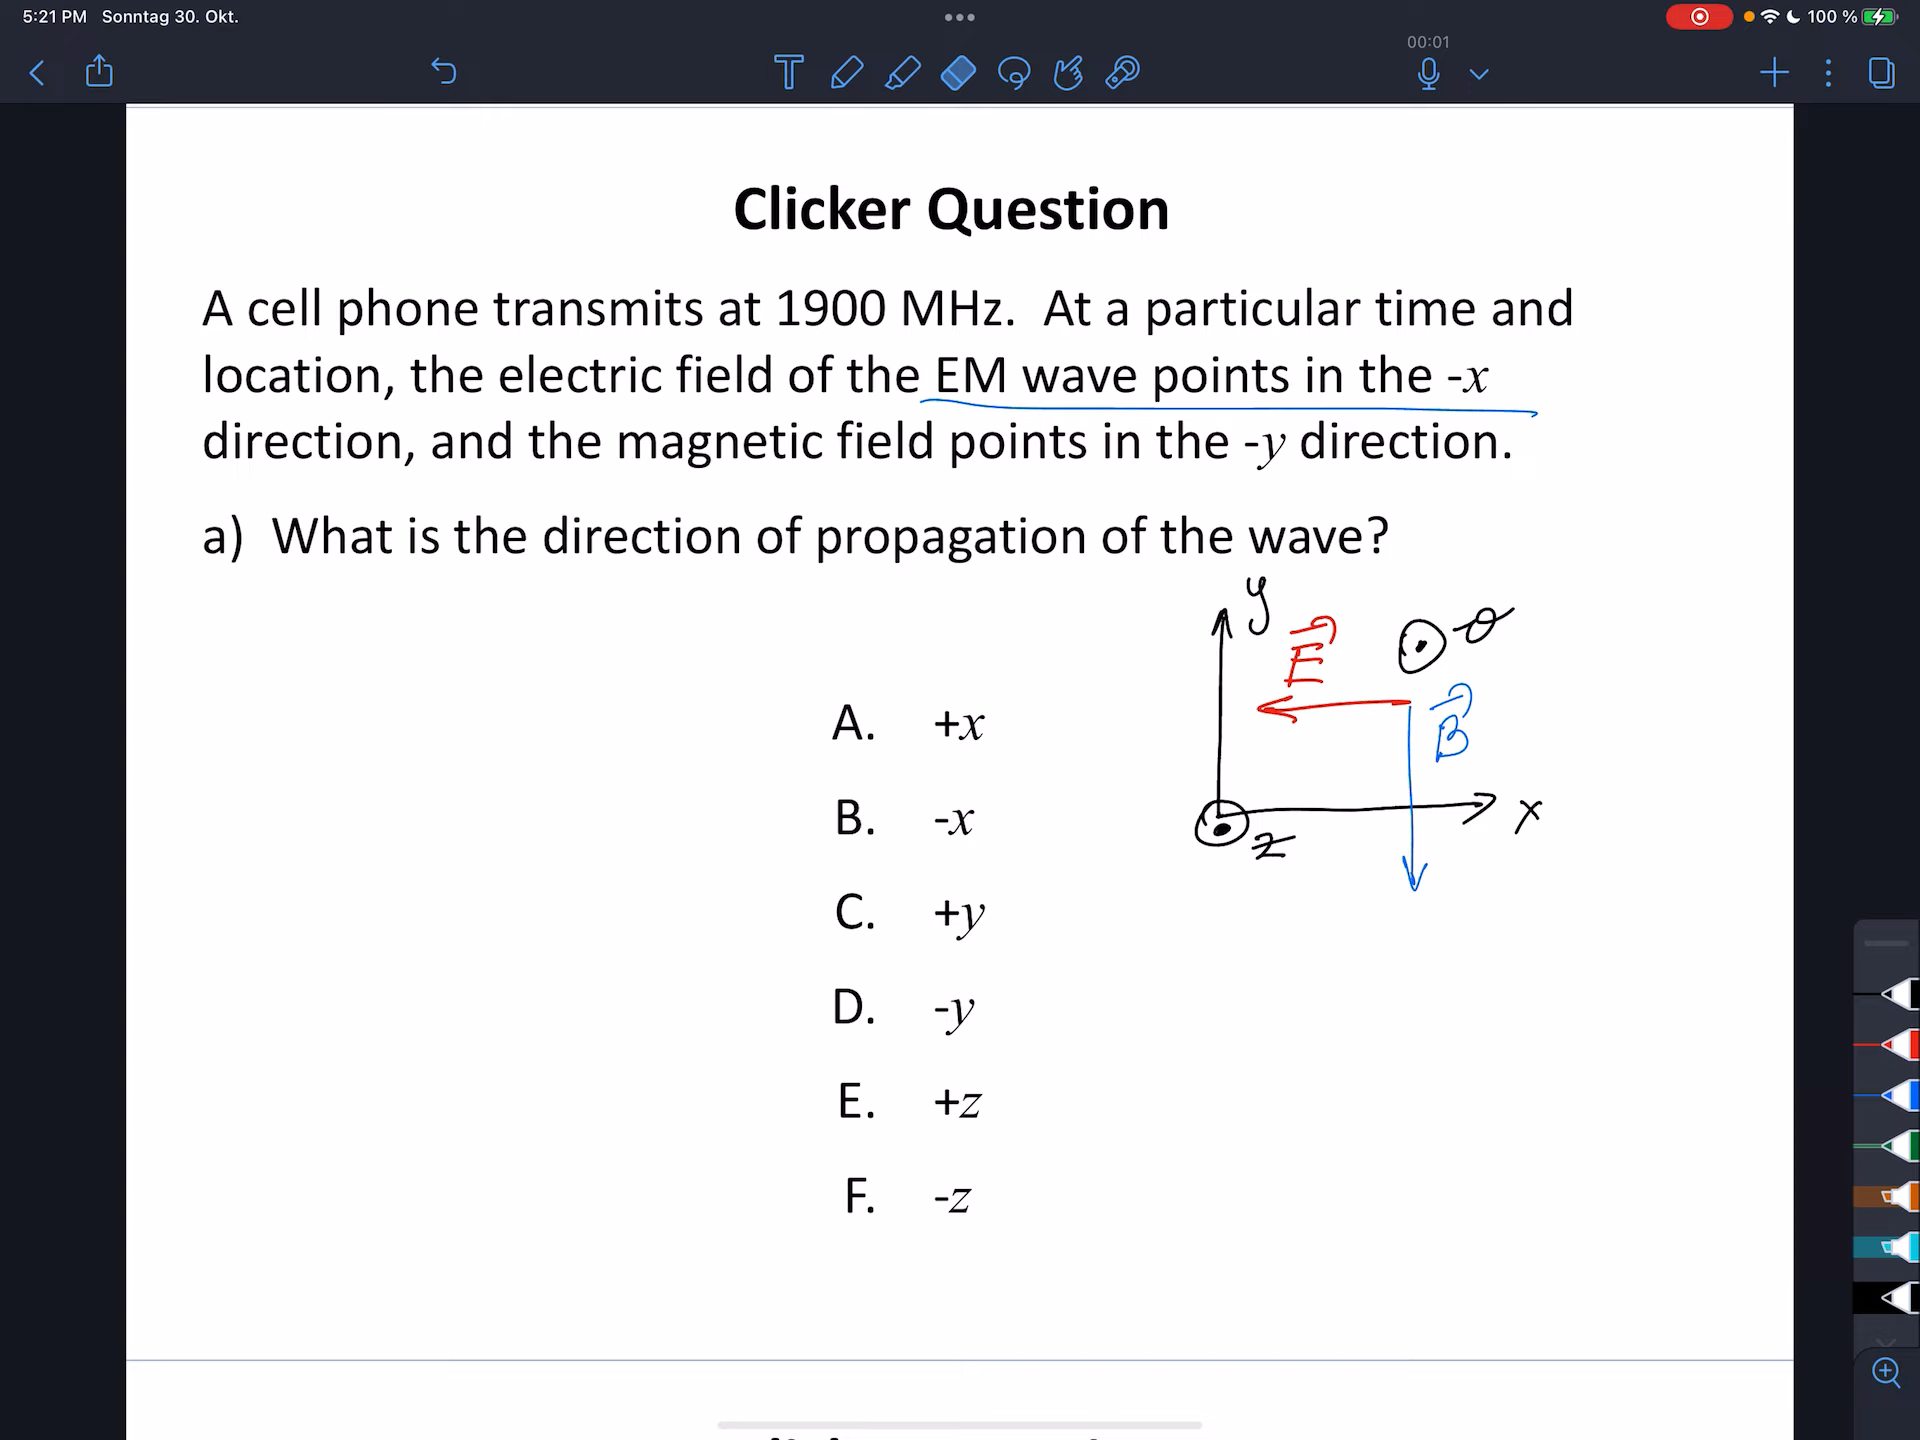 5:21 PM Sonntag 30. Okt.
100 %
00:01
Clicker Question
A cell phone transmits at 1900 MHz. At a particular time and
location, the electric field of the EM wave points in the -x
direction, and the magnetic field points in the -y direction.
a) What is the direction of propagation of the wave?
y
E
B
x
z
A. +x
B. -x
C. +y
D. -y
E. +z
F. -z